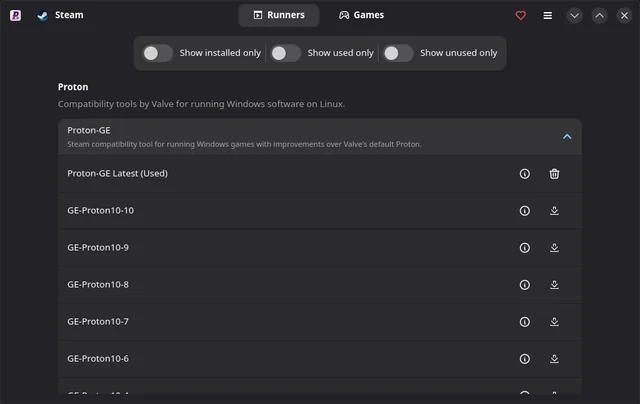 Steam
Runners
Games
Show installed only
Show used only
Show unused only
Proton
Compatibility tools by Valve for running Windows software on Linux.
Proton-GE
Steam compatibility tool for running Windows games with improvements over Valve's default Proton.
Proton-GE Latest (Used)
GE-Proton10-10
GE-Proton10-9
GE-Proton10-8
GE-Proton10-7
GE-Proton10-6